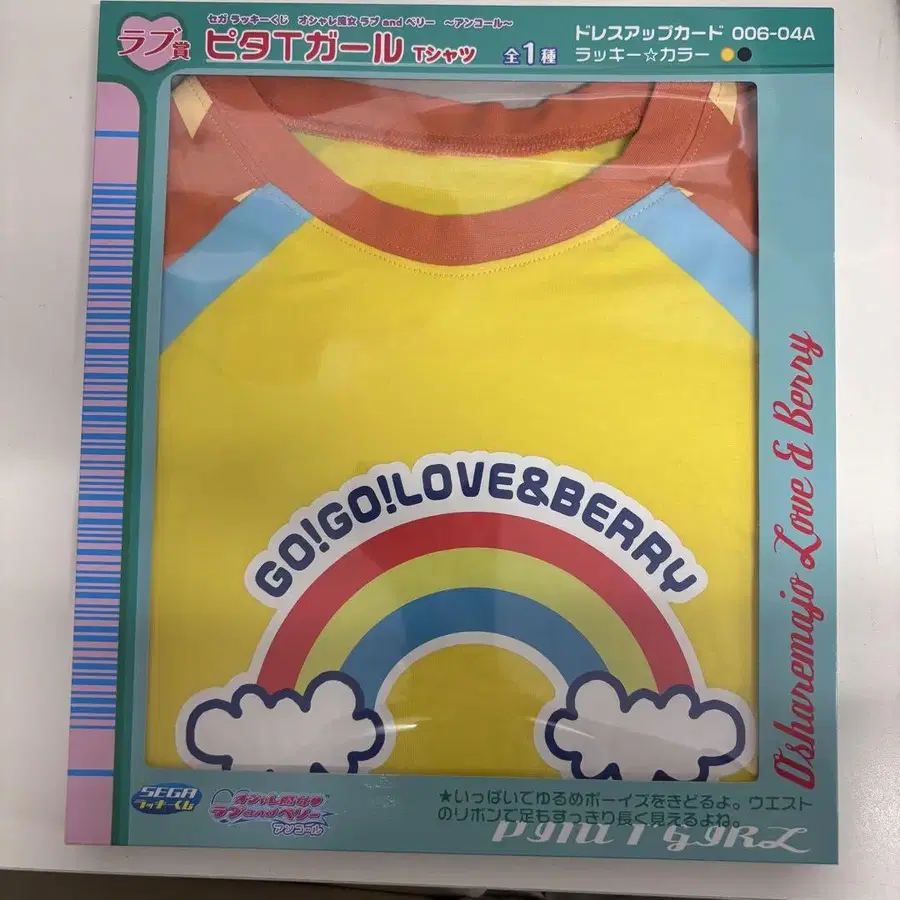 ラブ賞
セガ ラッキーくじ オシャレ魔女 ラブ and ベリー ～アンコール～
ピタTガール Tシャツ 全1種
ドレスアップカード 006-04A
ラッキー☆カラー
GO!GO!LOVE&BERRY
Osharemajo Love & Berry
SEGA
ラッキーくじ
オシャレ魔女
ラブ and ベリー
アンコール
★いっぱいてゆるめボーイズをきどるよ。ウエスト
のリボンで足もすっきり長く見えるよね。
GIRL